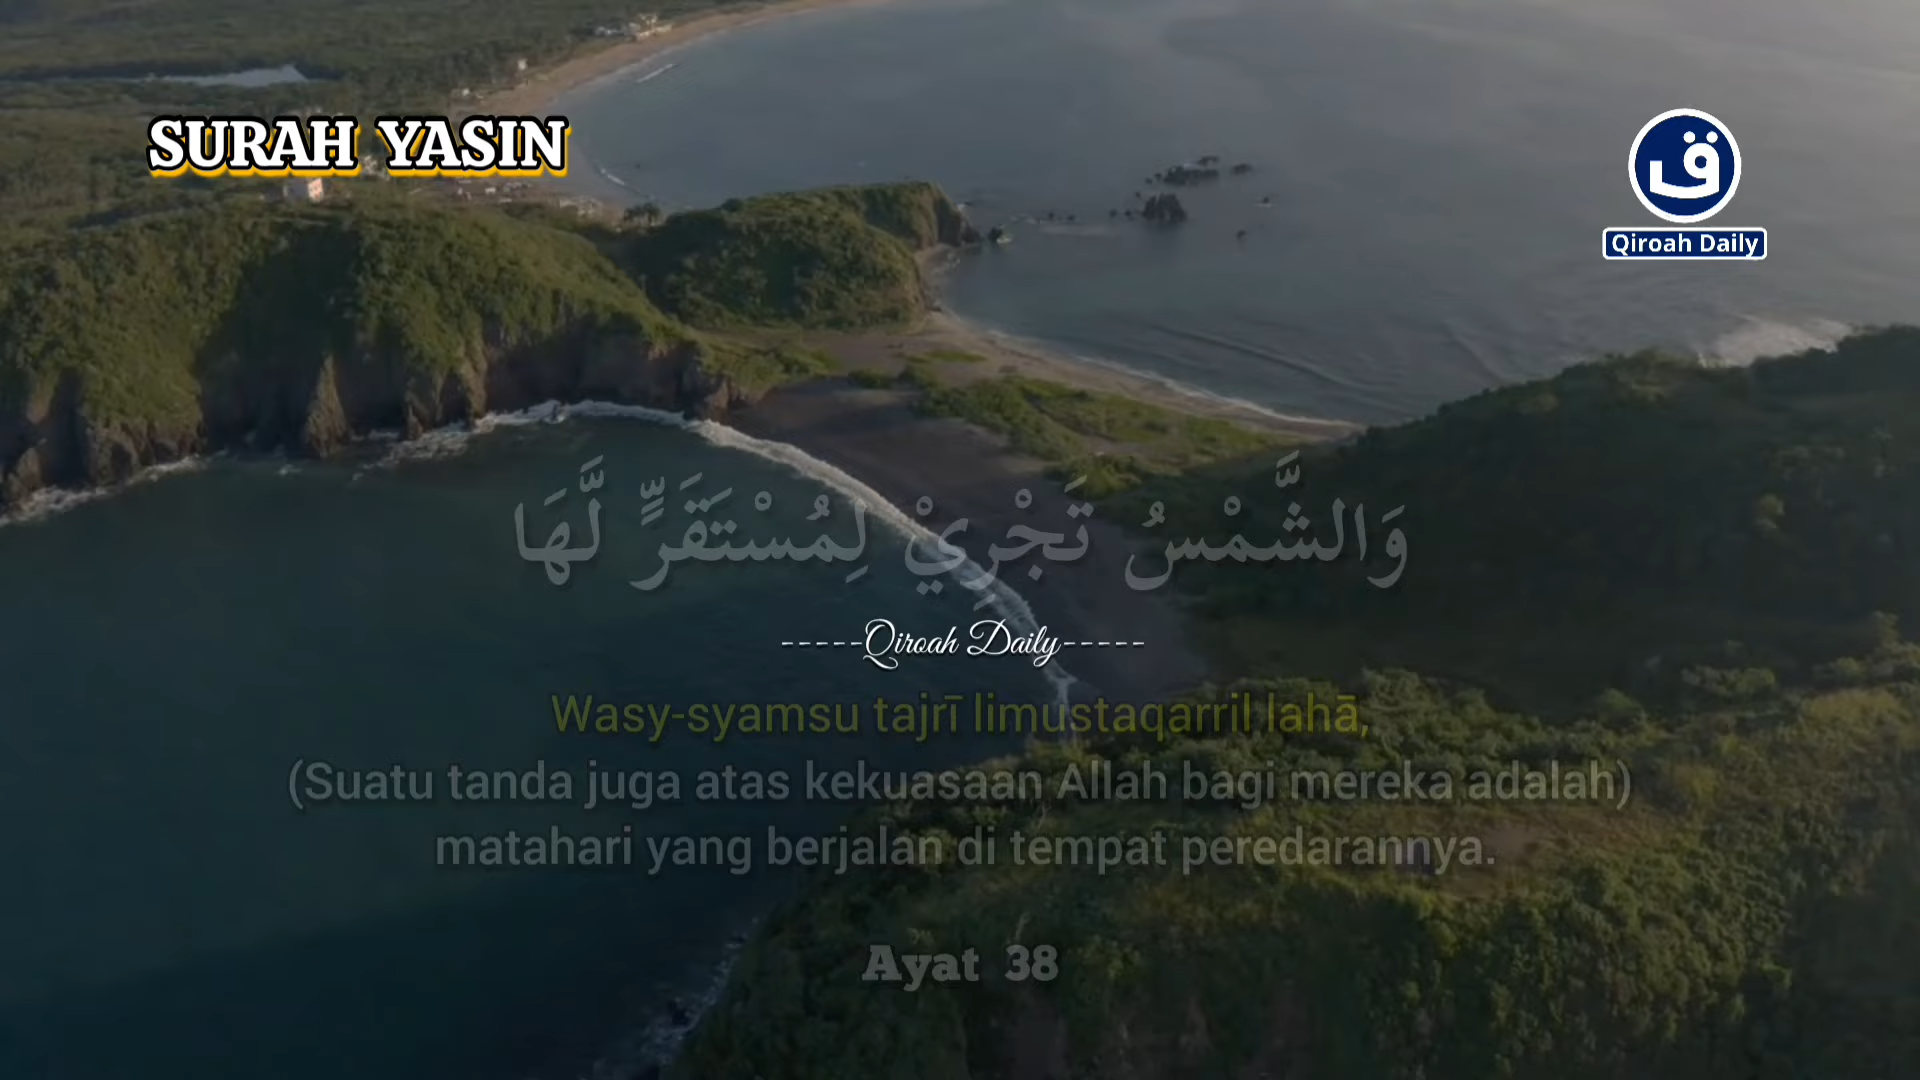 SURAH YASIN
ق
Qiroah Daily
وَالشَّمْسُ تَجْرِيْ لِمُسْتَقَرٍّ لَّهَا
-----Qiroah Daily-----
Wasy-syamsu tajrī limustaqarril lahā,
(Suatu tanda juga atas kekuasaan Allah bagi mereka adalah)
matahari yang berjalan di tempat peredarannya.
Ayat 38